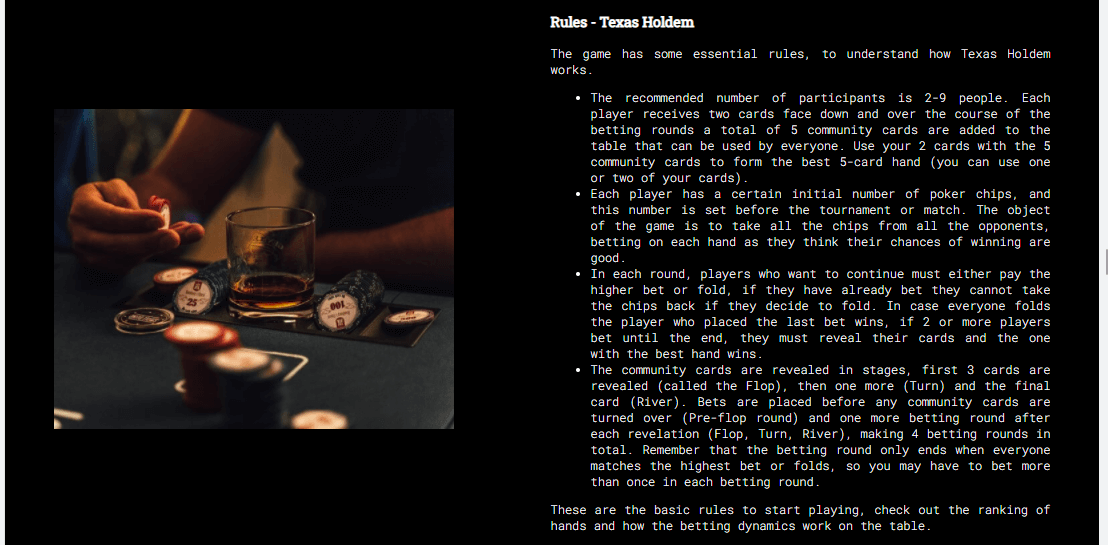 Rules - Texas Holdem
The game has some essential rules, to understand how Texas Holdem
works.
• The recommended number of participants is 2-9 people. Each
player receives two cards face down and over the course of the
betting rounds a total of 5 community cards are added to the
table that can be used by everyone. Use your 2 cards with the 5
community cards to form the best 5-card hand (you can use one
or two of your cards).
• Each player has a certain initial number of poker chips, and
this number is set before the tournament or match. The object
of the game is to take all the chips from all the opponents,
betting on each hand as they think their chances of winning are
good.
• In each round, players who want to continue must either pay the
higher bet or fold, if they have already bet they cannot take
the chips back if they decide to fold. In case everyone folds
the player who placed the last bet wins, if 2 or more players
bet until the end, they must reveal their cards and the one
with the best hand wins.
• The community cards are revealed in stages, first 3 cards are
revealed (called the Flop), then one more (Turn) and the final
card (River). Bets are placed before any community cards are
turned over (Pre-flop round) and one more betting round after
each revelation (Flop, Turn, River), making 4 betting rounds in
total. Remember that the betting round only ends when everyone
matches the highest bet or folds, so you may have to bet more
than once in each betting round.
These are the basic rules to start playing, check out the ranking of
hands and how the betting dynamics work on the table.
25
100